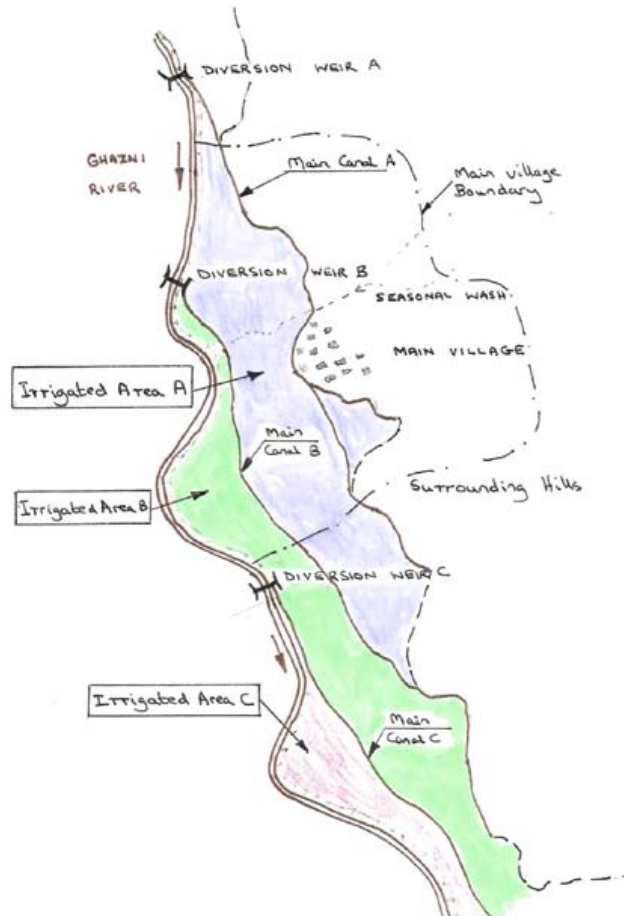 DIVERSION WEIR A
GHAZNI
RIVER
Main Canal A
Main village
Boundary
DIVERSION WEIR B
SEASONAL WASH
MAIN VILLAGE
Irrigated Area A
Main
Canal B
Irrigated Area B
Surrounding Hills
DIVERSION WEIR C
Irrigated Area C
Main
Canal C